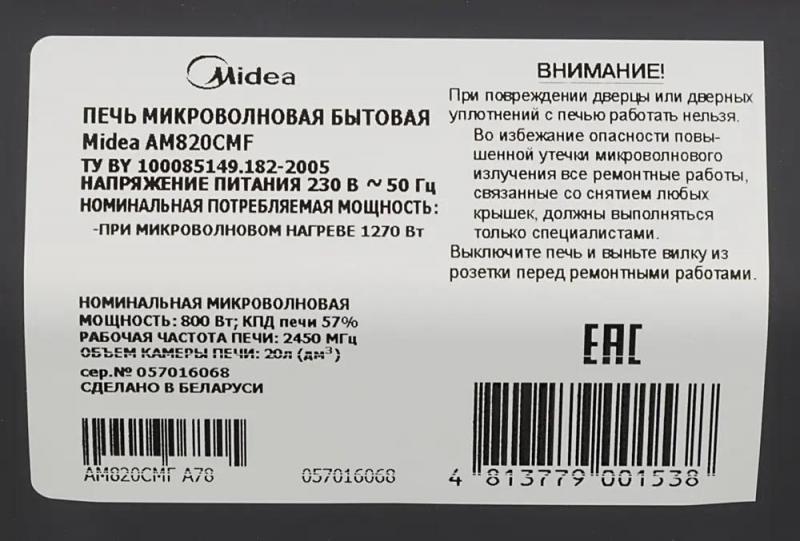 Midea
ПЕЧЬ МИКРОВОЛНОВАЯ БЫТОВАЯ
Midea AM820CMF
ТУ BY 100085149.182-2005
НАПРЯЖЕНИЕ ПИТАНИЯ 230 В ~ 50 Гц
НОМИНАЛЬНАЯ ПОТРЕБЛЯЕМАЯ МОЩНОСТЬ:
-ПРИ МИКРОВОЛНОВОМ НАГРЕВЕ 1270 Вт
НОМИНАЛЬНАЯ МИКРОВОЛНОВАЯ
МОЩНОСТЬ: 800 Вт; КПД печи 57%
РАБОЧАЯ ЧАСТОТА ПЕЧИ: 2450 МГц
ОБЪЕМ КАМЕРЫ ПЕЧИ: 20л (дм³)
сер.№ 057016068
СДЕЛАНО В БЕЛАРУСИ
AM820CMF A78
057016068
ВНИМАНИЕ!
При повреждении дверцы или дверных
уплотнений с печью работать нельзя.
Во избежание опасности повы-
шенной утечки микроволнового
излучения все ремонтные работы,
связанные со снятием любых
крышек, должны выполняться
только специалистами.
Выключите печь и выньте вилку из
розетки перед ремонтными работами.
EAC
4 813779 001538